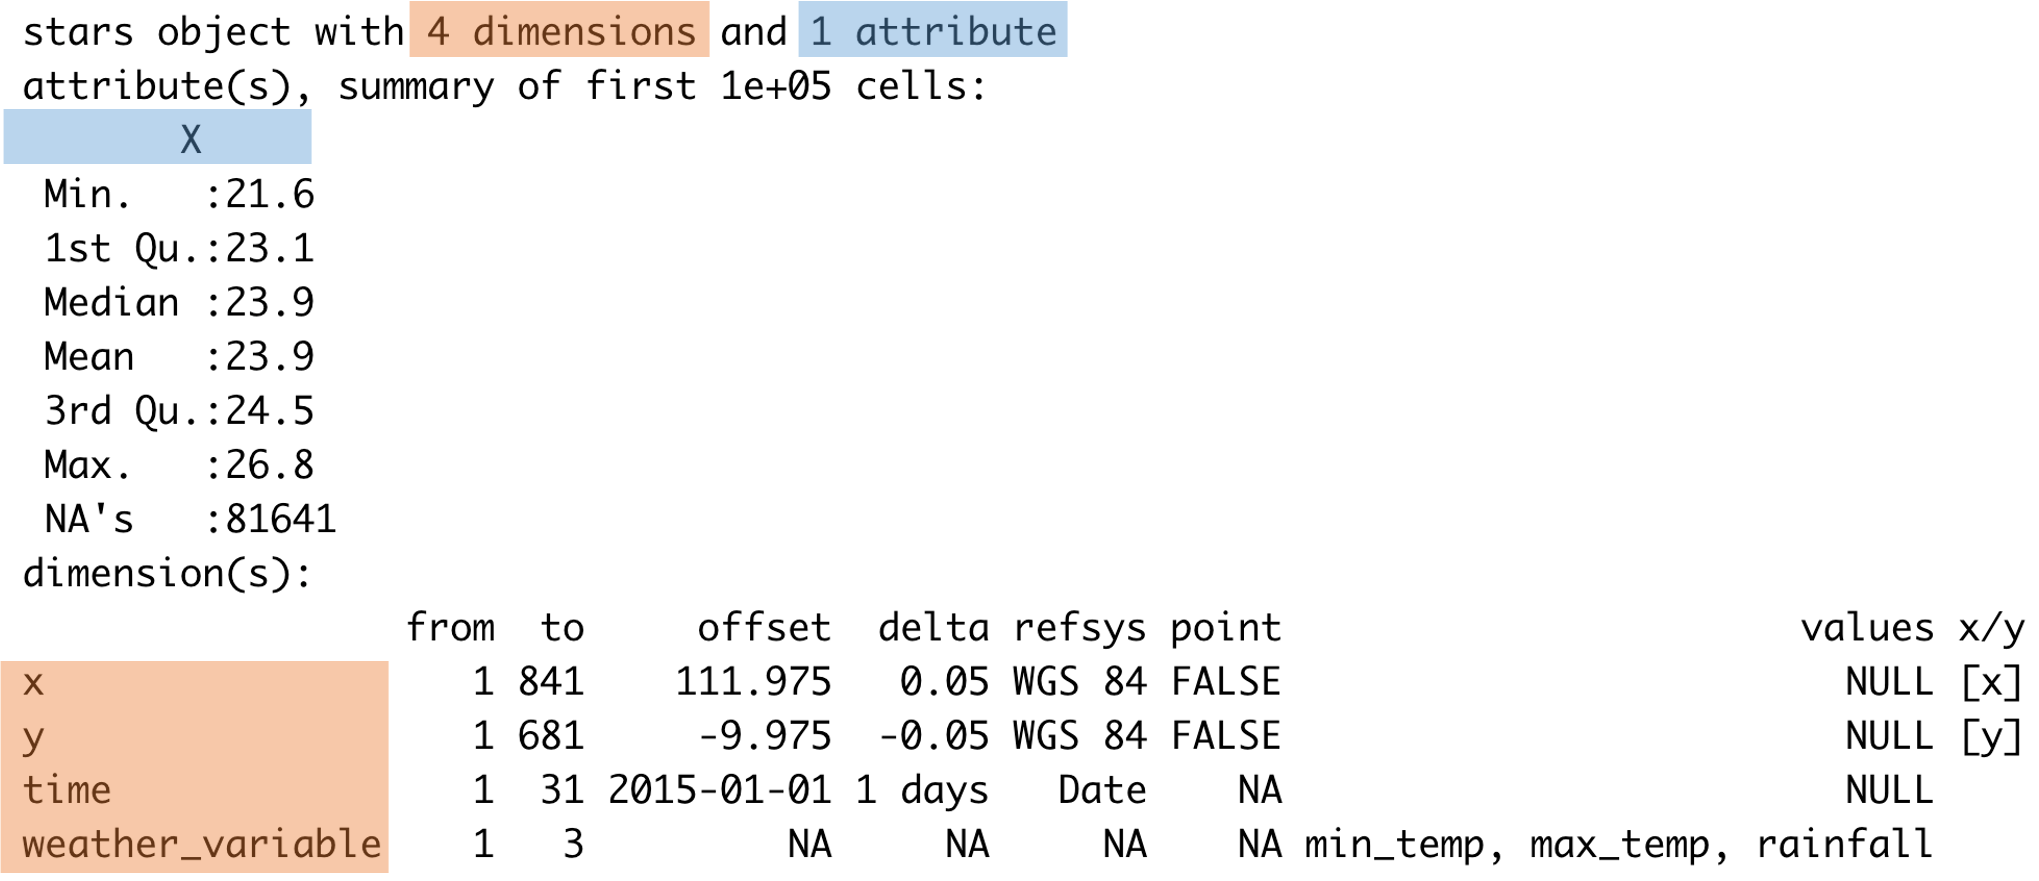 stars object with 4 dimensions and 1 attribute
attribute(s), summary of first 1e+05 cells:
X
Min.   :21.6
1st Qu.:23.1
Median :23.9
Mean   :23.9
3rd Qu.:24.5
Max.   :26.8
NA's   :81641
dimension(s):
from  to     offset  delta refsys point values x/y
x 1 841    111.975   0.05 WGS 84 FALSE NULL [x]
y 1 681     -9.975  -0.05 WGS 84 FALSE NULL [y]
time 1  31 2015-01-01 1 days   Date    NA NULL
weather_variable 1   3         NA     NA     NA    NA min_temp, max_temp, rainfall